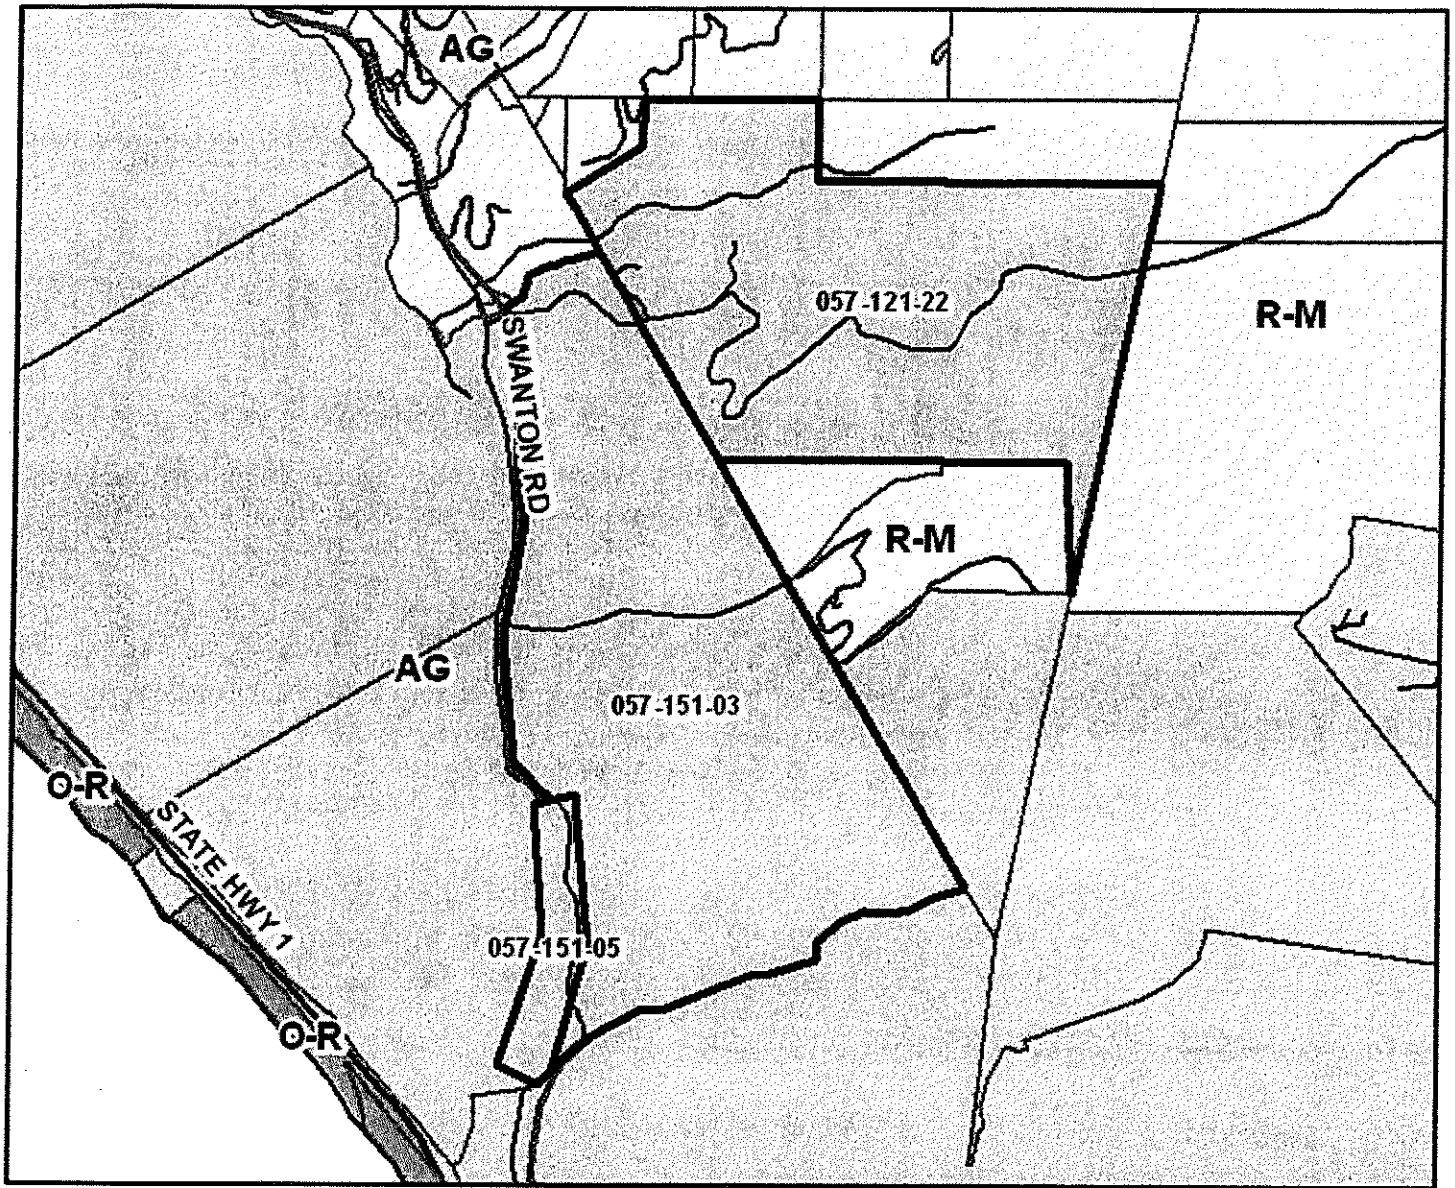 AG
057-121-22
R-M
SWANTON RD
R-M
AG
057-151-03
O-R
STATE HWY 1
057-151-05
O-R